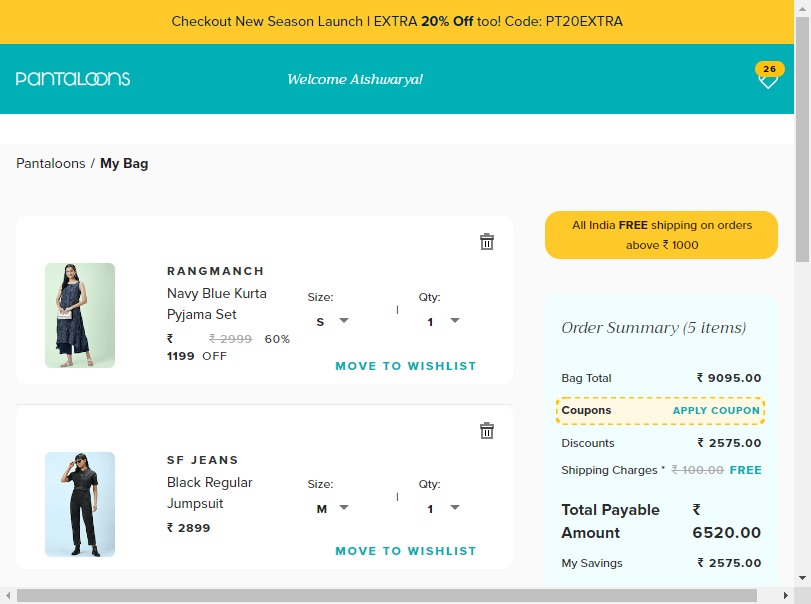 Checkout New Season Launch | EXTRA 20% Off too! Code: PT20EXTRA
PANTALOONS
Welcome Aishwarya!
26
Pantaloons / My Bag
RANGMANCH
Navy Blue Kurta
Pyjama Set
₹ 1199 ₹ 2999 60% OFF
Size:
S
|
Qty:
1
MOVE TO WISHLIST
SF JEANS
Black Regular
Jumpsuit
₹ 2899
Size:
M
|
Qty:
1
MOVE TO WISHLIST
All India FREE shipping on orders
above ₹ 1000
Order Summary (5 items)
Bag Total ₹ 9095.00
Coupons APPLY COUPON
Discounts ₹ 2575.00
Shipping Charges * ₹ 100.00 FREE
Total Payable ₹
Amount 6520.00
My Savings ₹ 2575.00